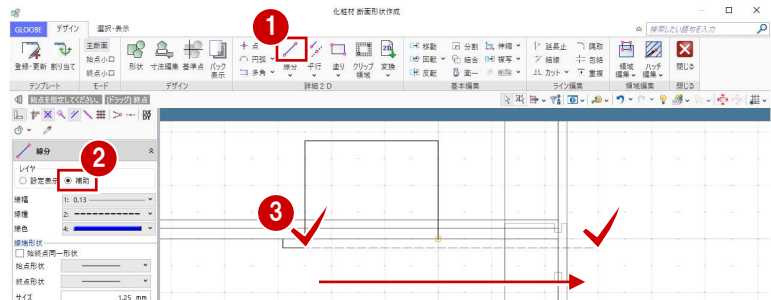 化粧材 断面形状作成
GLOOBE デザイン 選択･表示
検索したい語句を入力
1
登録･更新 割り当て
主断面
始点小口
終点小口
形状 寸法編集 基準点 パック表示
点
円弧
多角
線分 平行 塗り クリップ領域 変換
移動 分割 伸縮
回転 結合 複写
反転 面一 削除
延長止 隅取
結線 包絡
カット 重複
領域編集 ハッチ編集 閉じる
テンプレート モード デザイン 詳細２Ｄ 基本編集 ライン編集 領域編集 閉じる
始点を指定してください。 [ドラッグ] 終点
線分
2
レイヤ
設定表示 補助
線幅 1: 0.13
線種 2:
線色 4:
線端形状
始終点同一形状
始点形状
終点形状
サイズ 1.25 mm
3